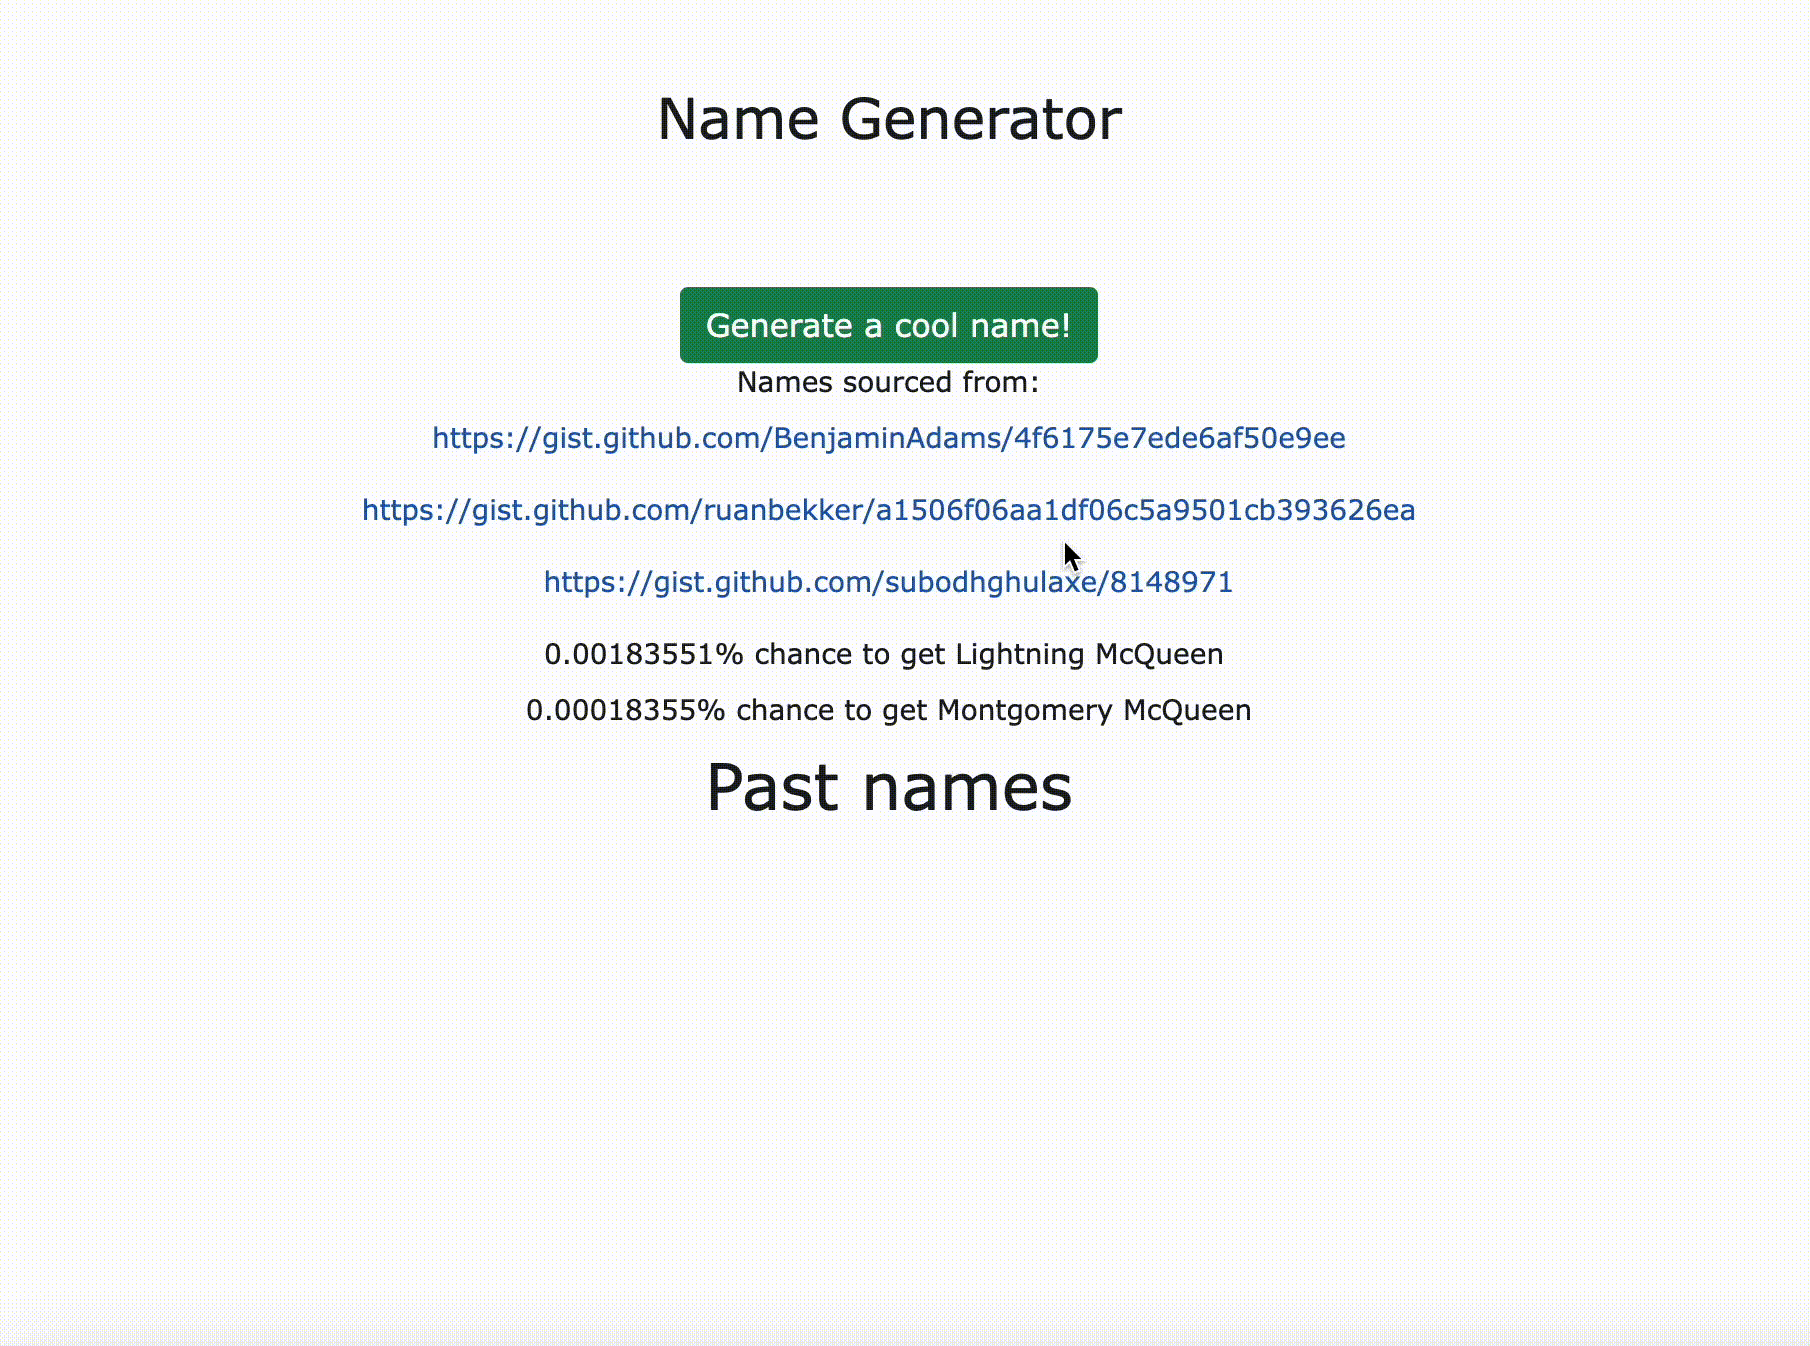 Name Generator
Generate a cool name!
Names sourced from:
https://gist.github.com/BenjaminAdams/4f6175e7ede6af50e9ee
https://gist.github.com/ruanbekker/a1506f06aa1df06c5a9501cb393626ea
https://gist.github.com/subodhghulaxe/8148971
0.00183551% chance to get Lightning McQueen
0.00018355% chance to get Montgomery McQueen
Past names